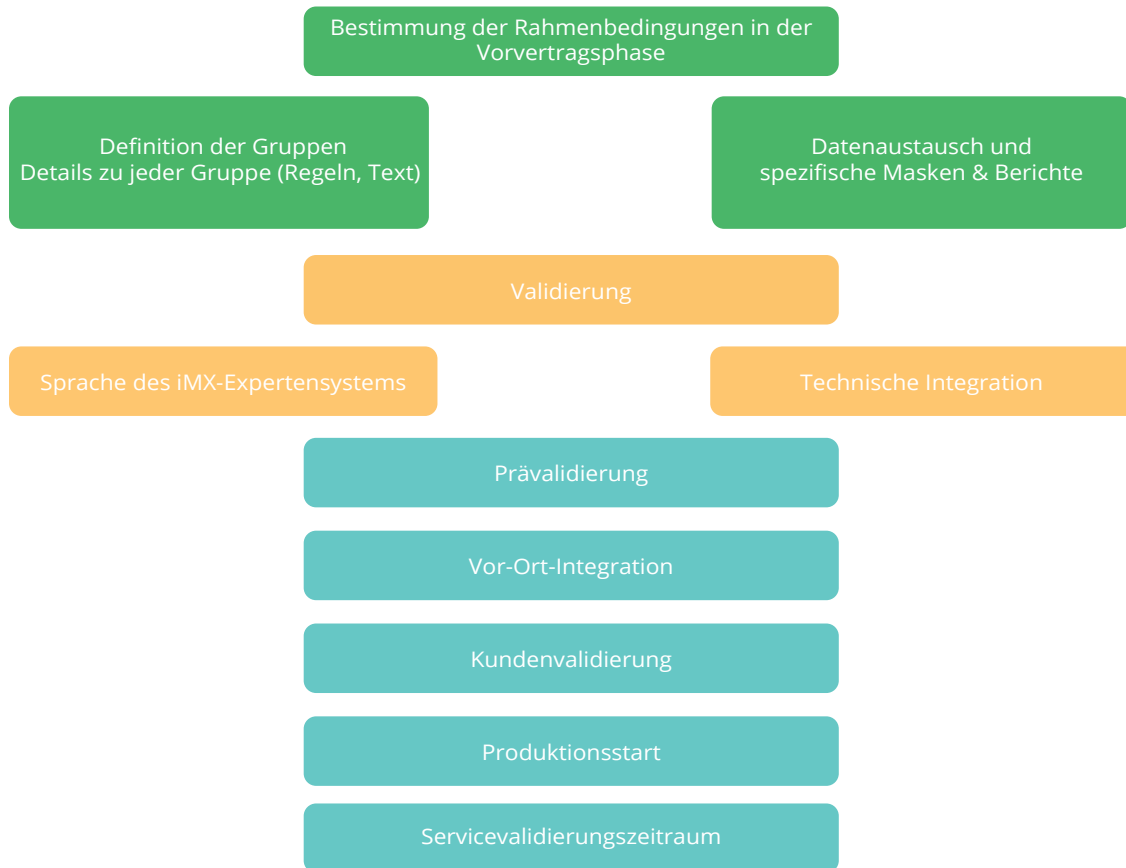 Bestimmung der Rahmenbedingungen in der
Vorvertragsphase
Definition der Gruppen
Details zu jeder Gruppe (Regeln, Text)
Datenaustausch und
spezifische Masken & Berichte
Validierung
Sprache des iMX-Expertensystems
Technische Integration
Prävalidierung
Vor-Ort-Integration
Kundenvalidierung
Produktionsstart
Servicevalidierungszeitraum